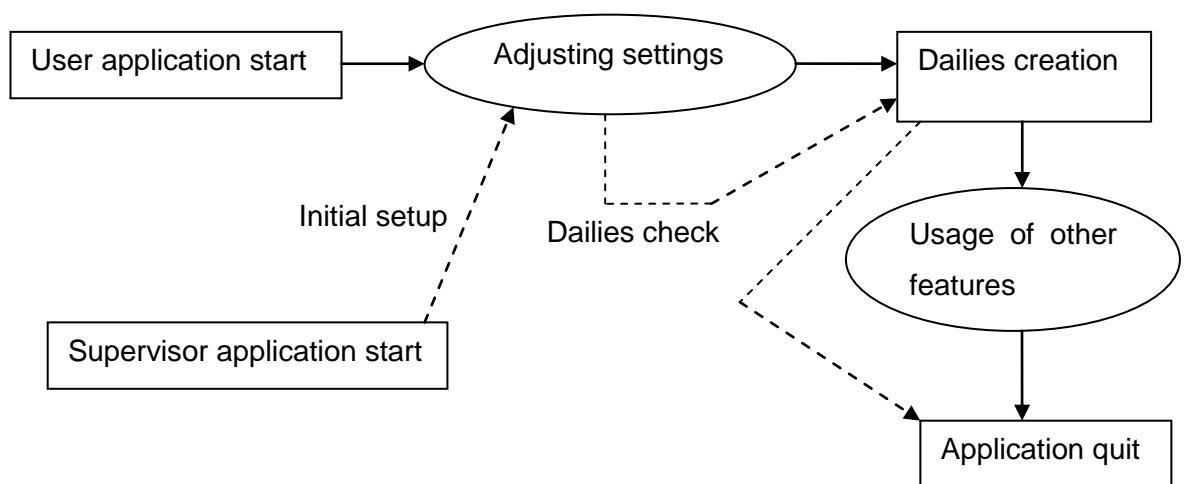 User application start
Adjusting settings
Dailies creation
Initial setup
Dailies check
Usage of other
features
Supervisor application start
Application quit